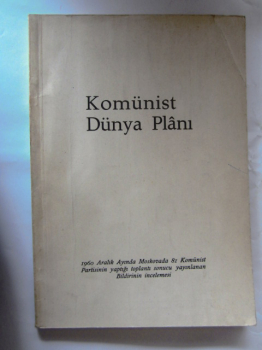 Komünist
Dünya Plânı
1960 Aralık Ayında Moskovada 81 Komünist
Partisinin yaptığı toplantı sonucu yayınlanan
Bildirinin incelemesi